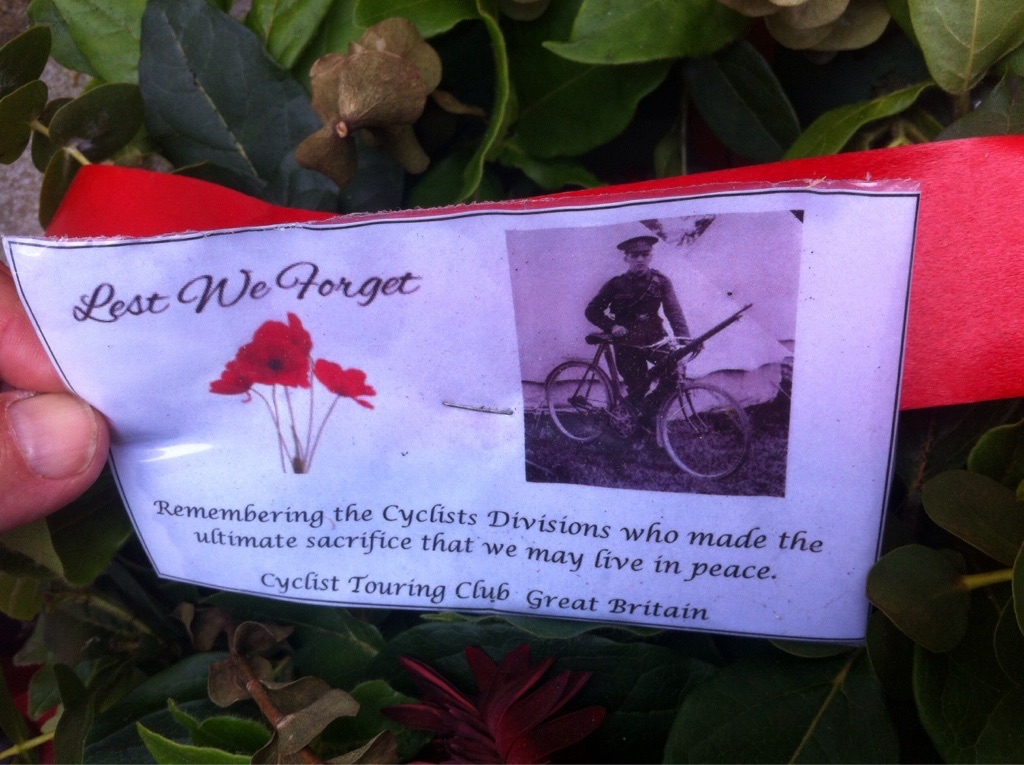 Lest We Forget
Remembering the Cyclists Divisions who made the
ultimate sacrifice that we may live in peace.
Cyclist Touring Club Great Britain